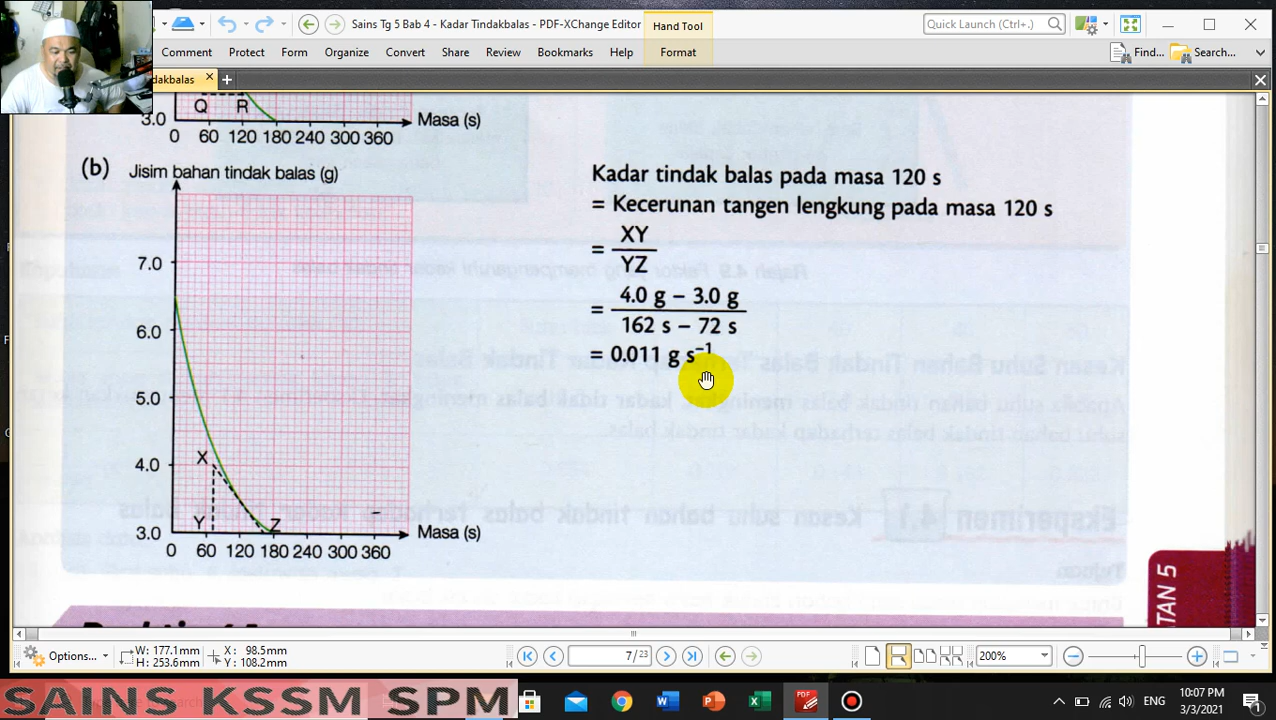 Sains Tg 5 Bab 4 - Kadar Tindakbalas - PDF-XChange Editor
Hand Tool
Quick Launch (Ctrl+.)
Comment Protect Form Organize Convert Share Review Bookmarks Help Format Find... Search...
dakbalas
Q R
3.0 Masa (s)
0 60 120 180 240 300 360
(b) Jisim bahan tindak balas (g)
7.0
6.0
5.0
4.0
3.0
X
Y
Z
0 60 120 180 240 300 360
Masa (s)
Kadar tindak balas pada masa 120 s
= Kecerunan tangen lengkung pada masa 120 s
= XY
YZ
= 4.0 g – 3.0 g
162 s – 72 s
= 0.011 g s⁻¹
TAN 5
Options...
W: 177.1mm
H: 253.6mm
X: 98.5mm
Y: 108.2mm
7/23
200%
SAINS KSSM SPM
ENG
10:07 PM
3/3/2021
1